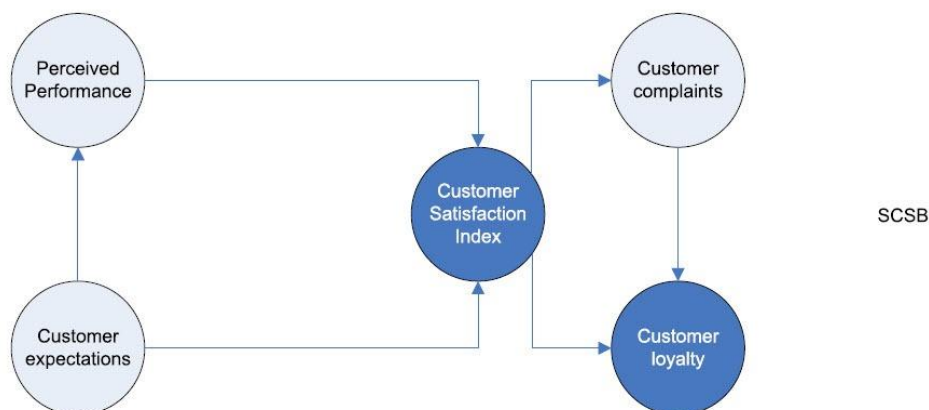 Perceived
Performance
Customer
complaints
Customer
Satisfaction
Index
SCSB
Customer
expectations
Customer
loyalty